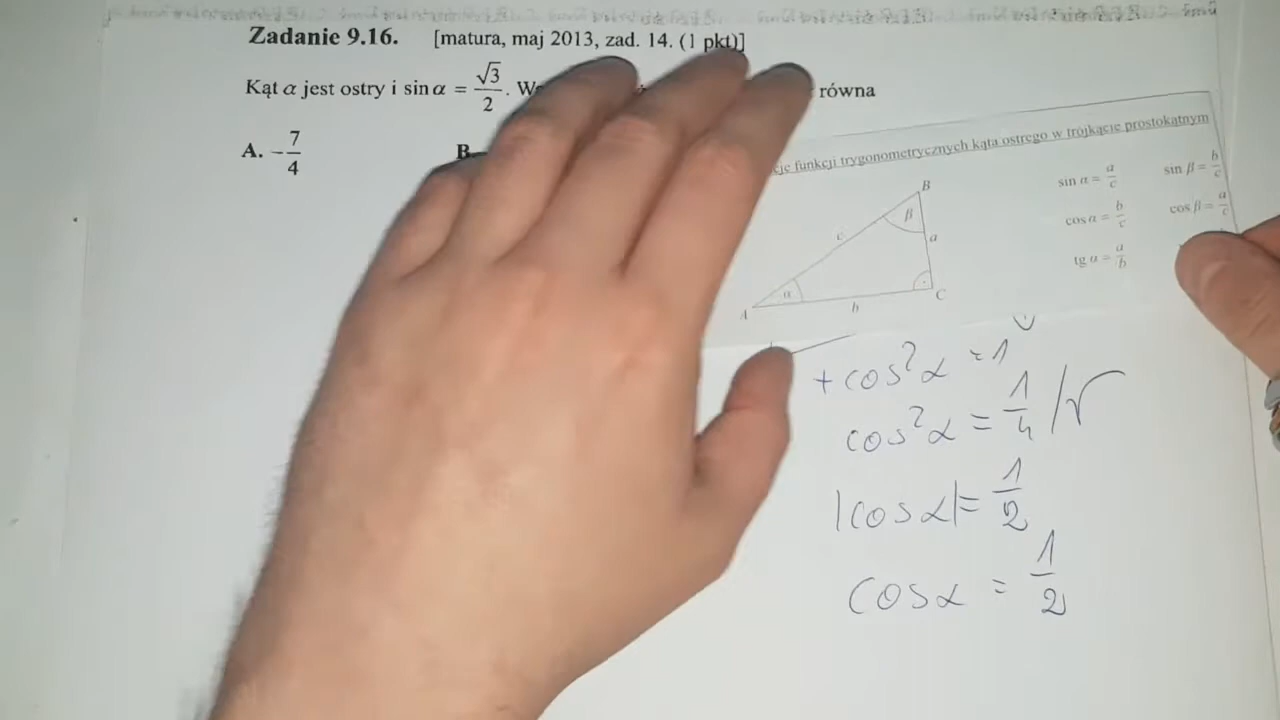 Zadanie 9.16. [matura, maj 2013, zad. 14. (1 pkt)]
Kąt α jest ostry i sin α = √3/2. równa
A. −7/4 B.
funkcji trygonometrycznych kąta ostrego w trójkącie prostokątnym
sin α = a/c sin β = b/c
cos α = b/c cos β = a/c
tg α = a/b
B
β
c
a
α
A
b
C
+ cos²α = 1
cos²α = 1/4 /√
|cos α| = 1/2
cos α = 1/2